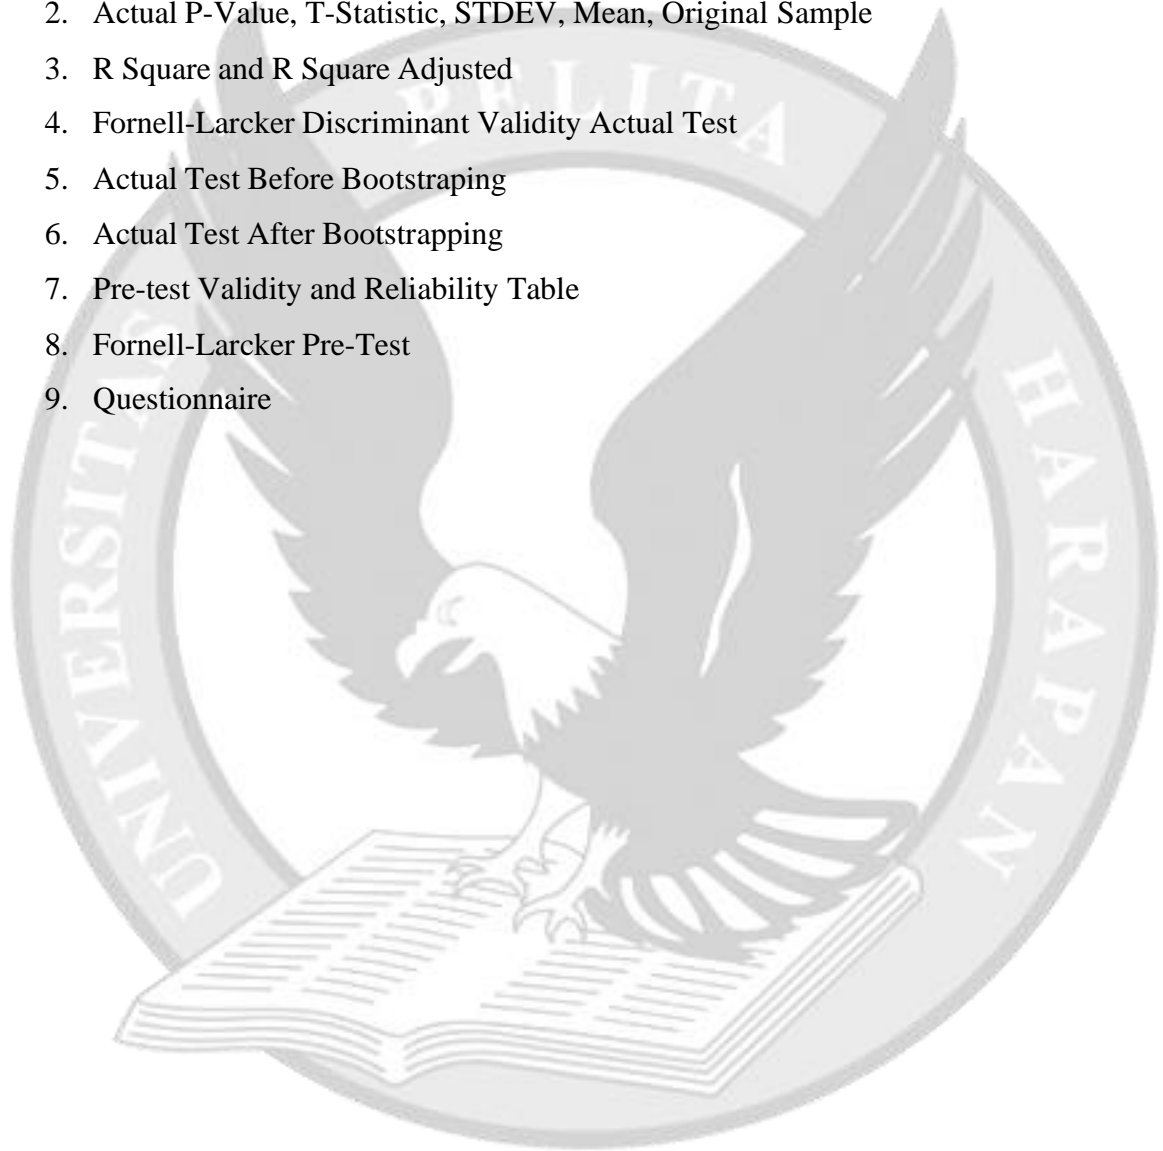 2. Actual P-Value, T-Statistic, STDEV, Mean, Original Sample
3. R Square and R Square Adjusted
4. Fornell-Larcker Discriminant Validity Actual Test
5. Actual Test Before Bootstraping
6. Actual Test After Bootstrapping
7. Pre-test Validity and Reliability Table
8. Fornell-Larcker Pre-Test
9. Questionnaire
UNIVERSITAS PELITA HARAPAN